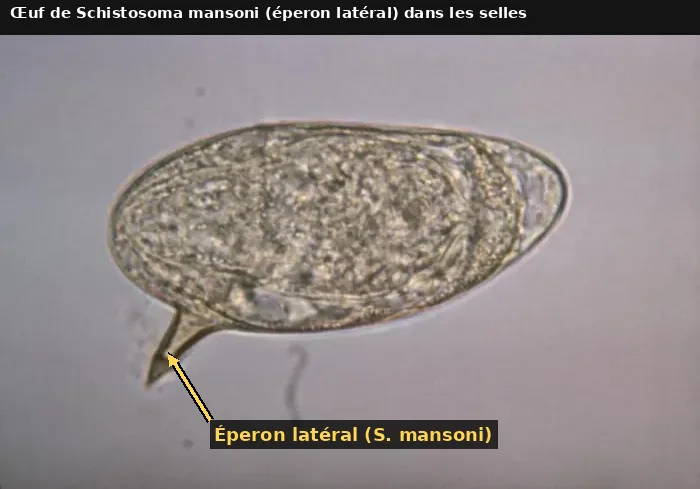 Œuf de Schistosoma mansoni (éperon latéral) dans les selles
Éperon latéral (S. mansoni)